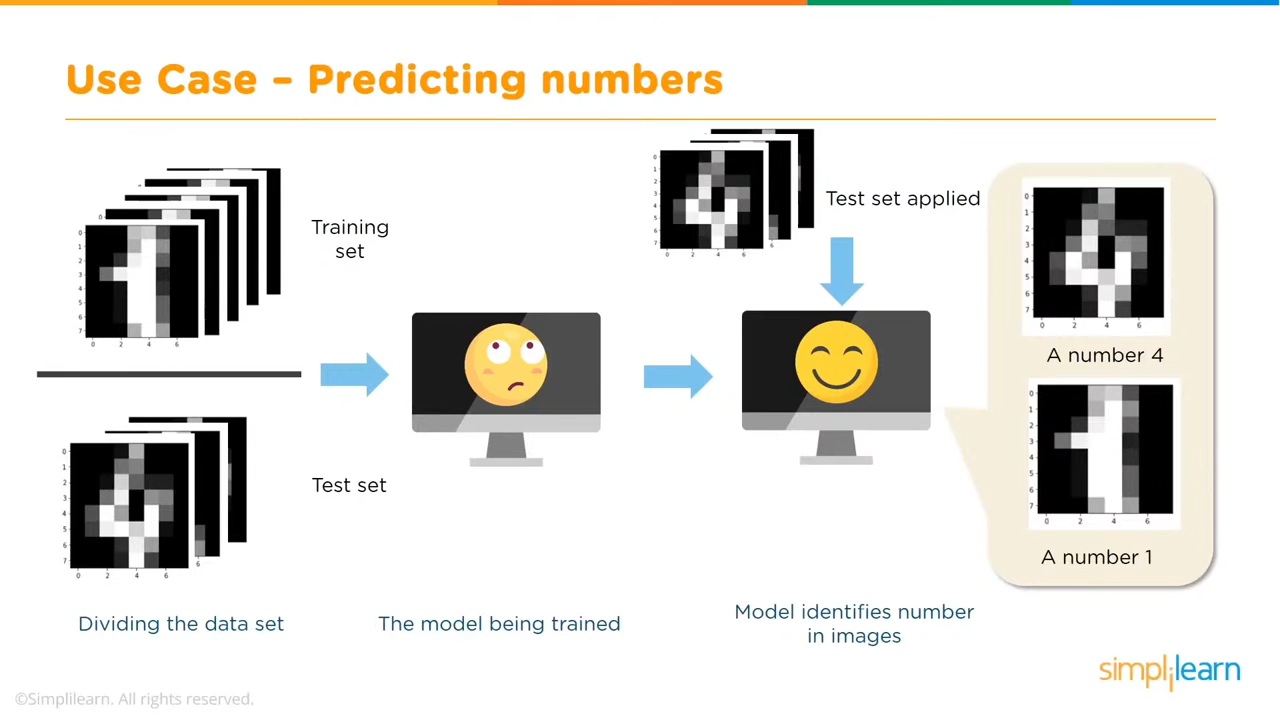 Use Case – Predicting numbers
Training
set
Test set applied
A number 4
Test set
A number 1
Dividing the data set
The model being trained
Model identifies number
in images
simplilearn
©Simplilearn. All rights reserved.